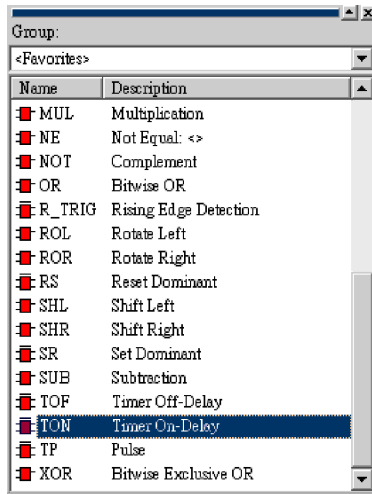 Group:
<Favorites>
Name Description
MUL Multiplication
NE Not Equal: <>
NOT Complement
OR Bitwise OR
R_TRIG Rising Edge Detection
ROL Rotate Left
ROR Rotate Right
RS Reset Dominant
SHL Shift Left
SHR Shift Right
SR Set Dominant
SUB Subtraction
TOF Timer Off-Delay
TON Timer On-Delay
TP Pulse
XOR Bitwise Exclusive OR